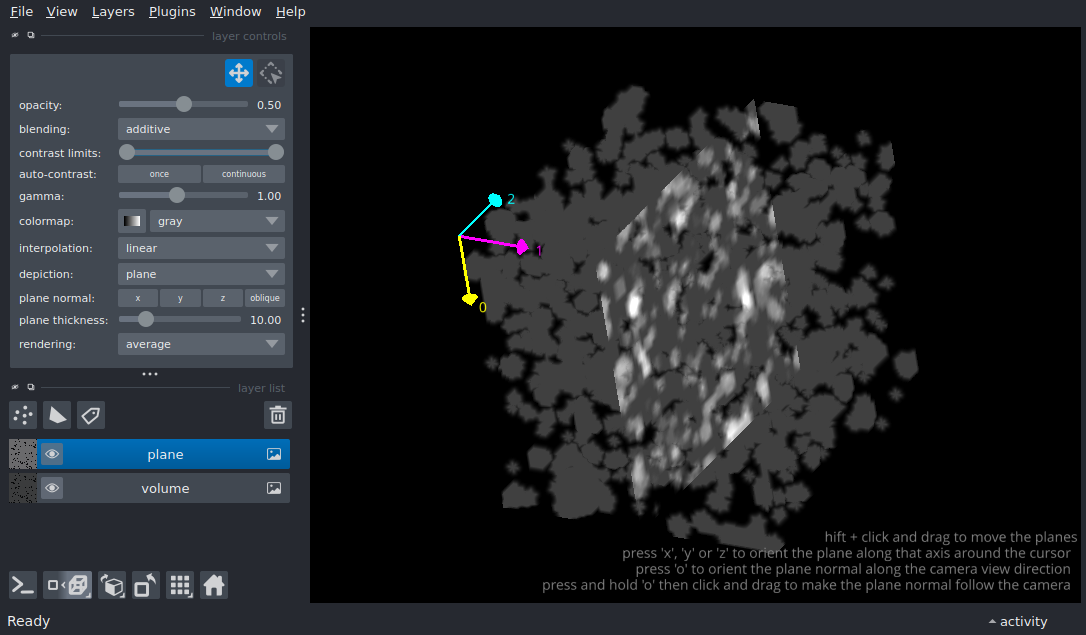 File View Layers Plugins Window Help
layer controls
opacity: 0.50
blending: additive
contrast limits:
auto-contrast: once continuous
gamma: 1.00
colormap: gray
interpolation: linear
depiction: plane
plane normal: x y z oblique
plane thickness: 10.00
rendering: average
layer list
plane
volume
2
1
0
hift + click and drag to move the planes
press 'x', 'y' or 'z' to orient the plane along that axis around the cursor
press 'o' to orient the plane normal along the camera view direction
press and hold 'o' then click and drag to make the plane normal follow the camera
Ready
activity